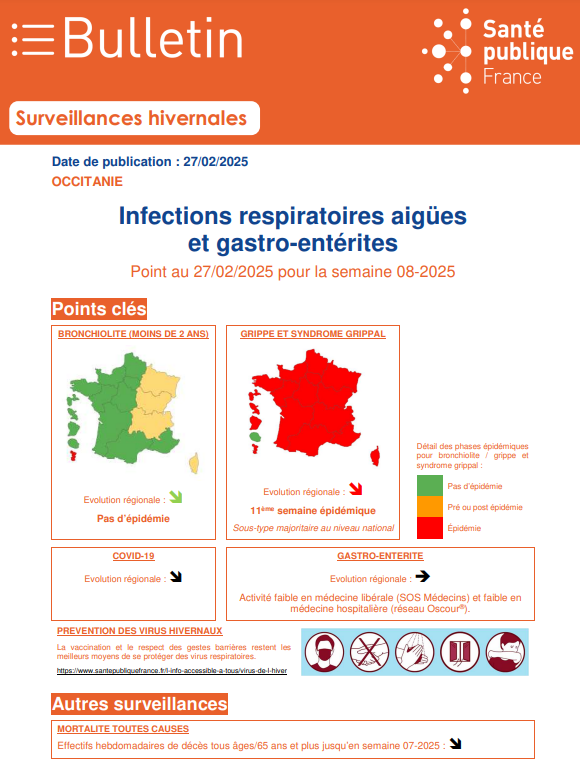 Bulletin
Santé
publique
France
Surveillances hivernales
Date de publication : 27/02/2025
OCCITANIE
Infections respiratoires aigües
et gastro-entérites
Point au 27/02/2025 pour la semaine 08-2025
Points clés
BRONCHIOLITE (MOINS DE 2 ANS)
Evolution régionale :
Pas d'épidémie
GRIPPE ET SYNDROME GRIPPAL
Evolution régionale :
11ème semaine épidémique
Sous-type majoritaire au niveau national
Détail des phases épidémiques
pour bronchiolite / grippe et
syndrome grippal :
Pas d'épidémie
Pré ou post épidémie
Épidémie
COVID-19
Evolution régionale :
GASTRO-ENTERITE
Evolution régionale :
Activité faible en médecine libérale (SOS Médecins) et faible en
médecine hospitalière (réseau Oscour®).
PREVENTION DES VIRUS HIVERNAUX
La vaccination et le respect des gestes barrières restent les
meilleurs moyens de se protéger des virus respiratoires.
https://www.santepubliquefrance.fr/l-info-accessible-a-tous/virus-de-l-hiver
Autres surveillances
MORTALITE TOUTES CAUSES
Effectifs hebdomadaires de décès tous âges/65 ans et plus jusqu'en semaine 07-2025 :